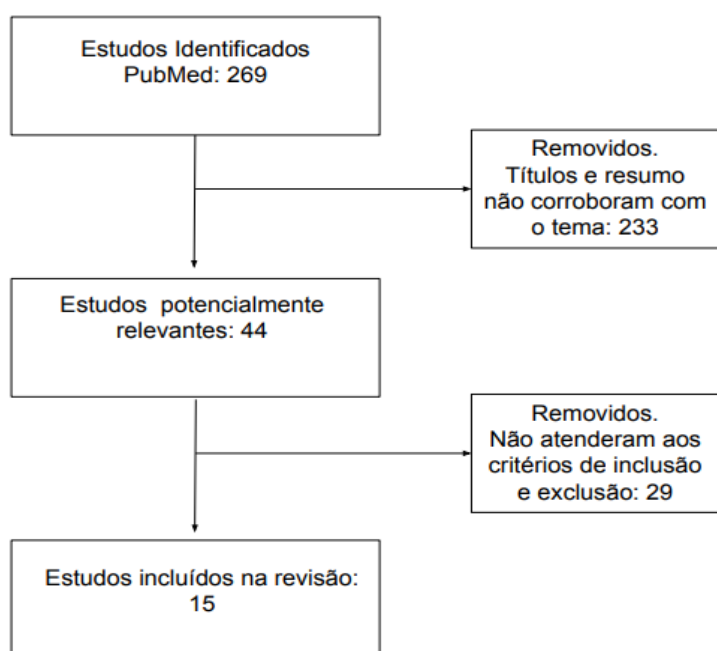 Estudos Identificados
PubMed: 269
Removidos.
Títulos e resumo
não corroboram com
o tema: 233
Estudos potencialmente
relevantes: 44
Removidos.
Não atenderam aos
critérios de inclusão
e exclusão: 29
Estudos incluídos na revisão:
15